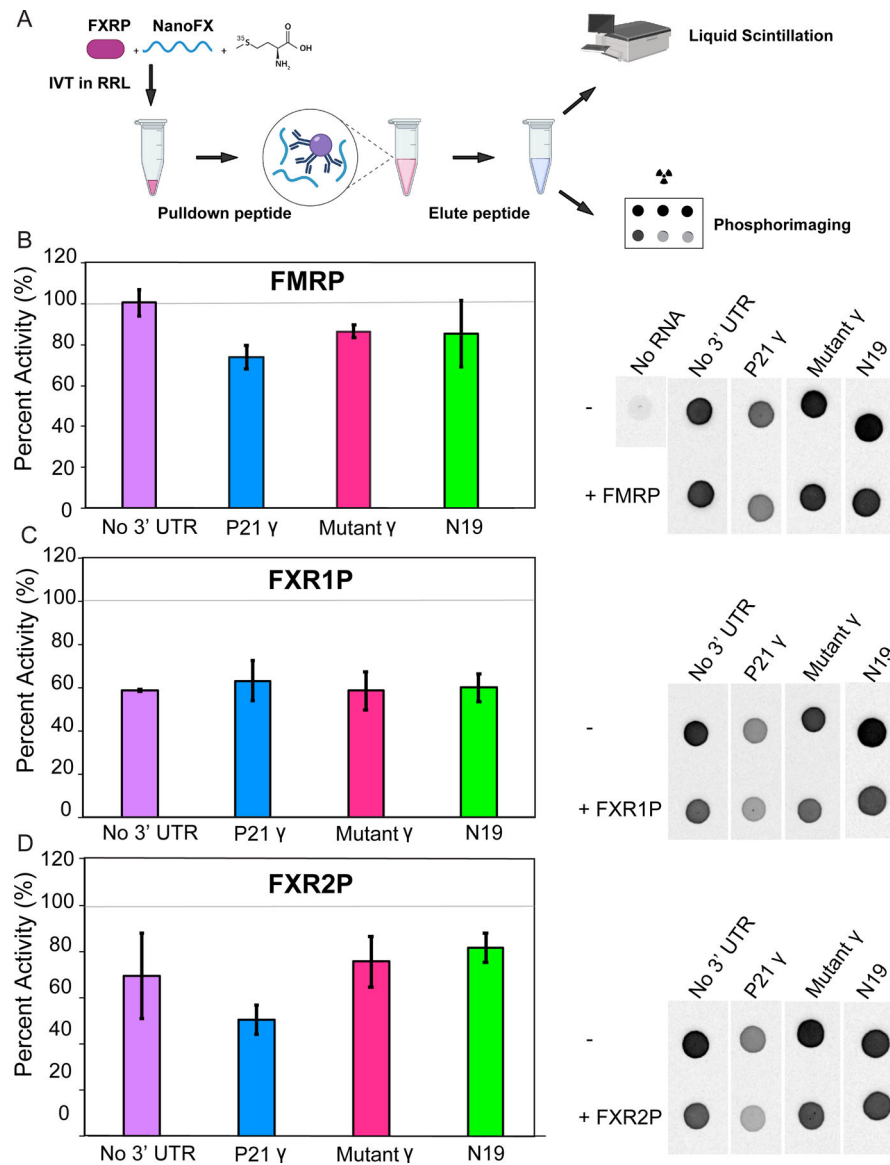 A
FXRP NanoFX
+ +
35
S
O
OH
NH2
IVT in RRL
Pulldown peptide
Elute peptide
Liquid Scintillation
Phosphorimaging
B
FMRP
Percent Activity (%)
120
100
80
60
40
20
0
No 3' UTR P21 γ Mutant γ N19
No RNA No 3' UTR P21 γ Mutant γ N19
-
+ FMRP
C
FXR1P
Percent Activity (%)
120
100
80
60
40
20
0
No 3' UTR P21 γ Mutant γ N19
No 3' UTR P21 γ Mutant γ N19
-
+ FXR1P
D
FXR2P
Percent Activity (%)
120
100
80
60
40
20
0
No 3' UTR P21 γ Mutant γ N19
No 3' UTR P21 γ Mutant γ N19
-
+ FXR2P